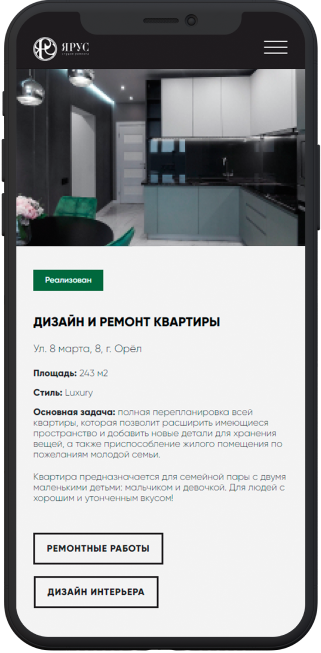 ЯРУС
Реализован
ДИЗАЙН И РЕМОНТ КВАРТИРЫ
Ул. 8 марта, 8, г. Орёл
Площадь: 243 м2
Стиль: Luxury
Основная задача: полная перепланировка всей
квартиры, которая позволит расширить имеющиеся
пространство и добавить новые детали для хранения
вещей, а также приспособление жилого помещения по
пожеланиям молодой семьи.
Квартира предназначается для семейной пары с двумя
маленькими детьми: мальчиком и девочкой. Для людей с
хорошим и утонченным вкусом!
РЕМОНТНЫЕ РАБОТЫ
ДИЗАЙН ИНТЕРЬЕРА